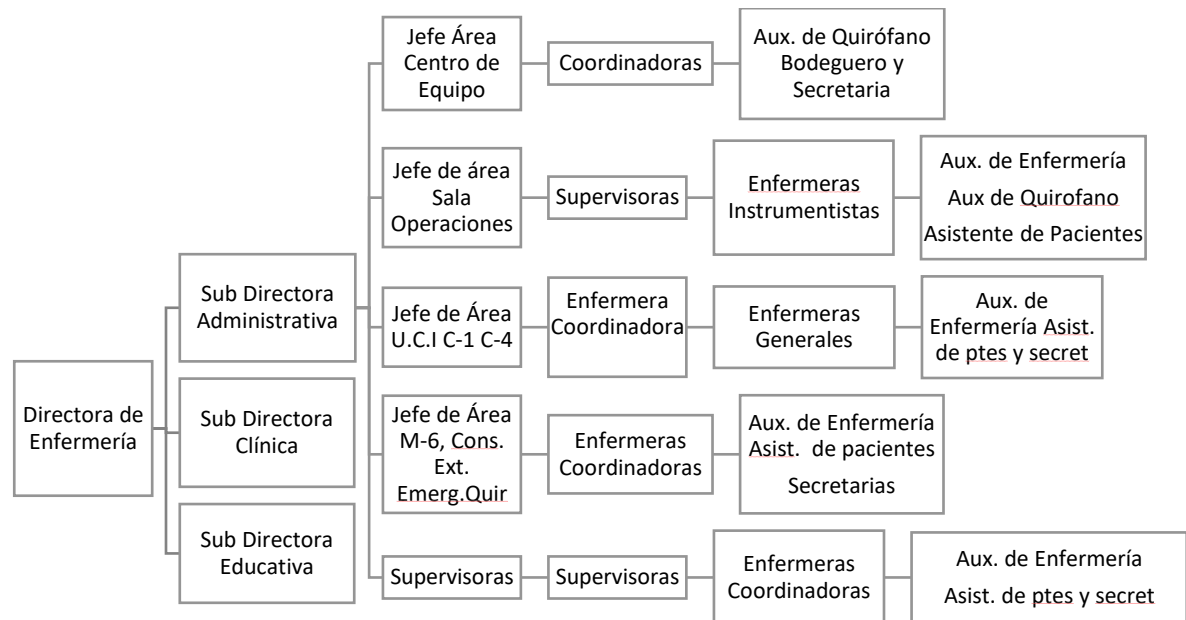 Directora de
Enfermería
Sub Directora
Administrativa
Sub Directora
Clínica
Sub Directora
Educativa
Jefe Área
Centro de
Equipo
Coordinadoras
Aux. de Quirófano
Bodeguero y
Secretaria
Jefe de área
Sala
Operaciones
Supervisoras
Enfermeras
Instrumentistas
Aux. de Enfermería
Aux de Quirofano
Asistente de Pacientes
Jefe de Área
U.C.I C-1 C-4
Enfermera
Coordinadora
Enfermeras
Generales
Aux. de
Enfermería Asist.
de ptes y secret
Jefe de Área
M-6, Cons.
Ext.
Emerg.Quir
Enfermeras
Coordinadoras
Aux. de Enfermería
Asist. de pacientes
Secretarias
Supervisoras
Supervisoras
Enfermeras
Coordinadoras
Aux. de Enfermería
Asist. de ptes y secret